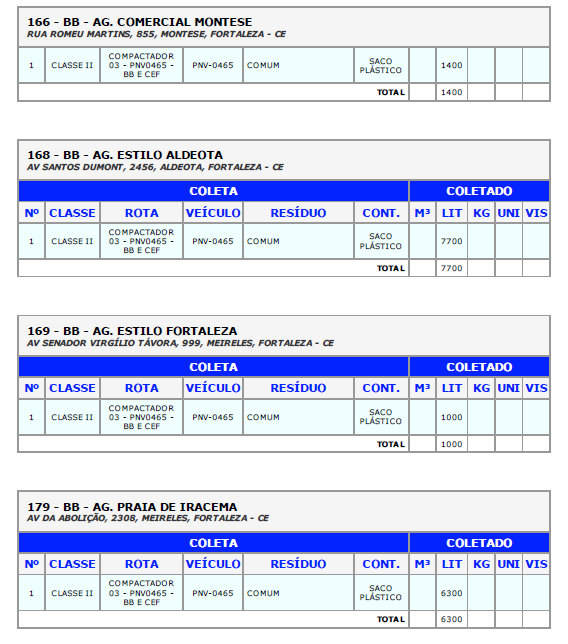 166 - BB - AG. COMERCIAL MONTESE
RUA ROMEU MARTINS, 855, MONTESE, FORTALEZA - CE
1 CLASSE II COMPACTADOR 03 - PNV0465 - BB E CEF PNV-0465 COMUM SACO PLÁSTICO 1400
TOTAL 1400
168 - BB - AG. ESTILO ALDEOTA
AV SANTOS DUMONT, 2456, ALDEOTA, FORTALEZA - CE
COLETA COLETADO
Nº CLASSE ROTA VEÍCULO RESÍDUO CONT. M³ LIT KG UNI VIS
1 CLASSE II COMPACTADOR 03 - PNV0465 - BB E CEF PNV-0465 COMUM SACO PLÁSTICO 7700
TOTAL 7700
169 - BB - AG. ESTILO FORTALEZA
AV SENADOR VIRGÍLIO TÁVORA, 999, MEIRELES, FORTALEZA - CE
COLETA COLETADO
Nº CLASSE ROTA VEÍCULO RESÍDUO CONT. M³ LIT KG UNI VIS
1 CLASSE II COMPACTADOR 03 - PNV0465 - BB E CEF PNV-0465 COMUM SACO PLÁSTICO 1000
TOTAL 1000
179 - BB - AG. PRAIA DE IRACEMA
AV DA ABOLIÇÃO, 2308, MEIRELES, FORTALEZA - CE
COLETA COLETADO
Nº CLASSE ROTA VEÍCULO RESÍDUO CONT. M³ LIT KG UNI VIS
1 CLASSE II COMPACTADOR 03 - PNV0465 - BB E CEF PNV-0465 COMUM SACO PLÁSTICO 6300
TOTAL 6300